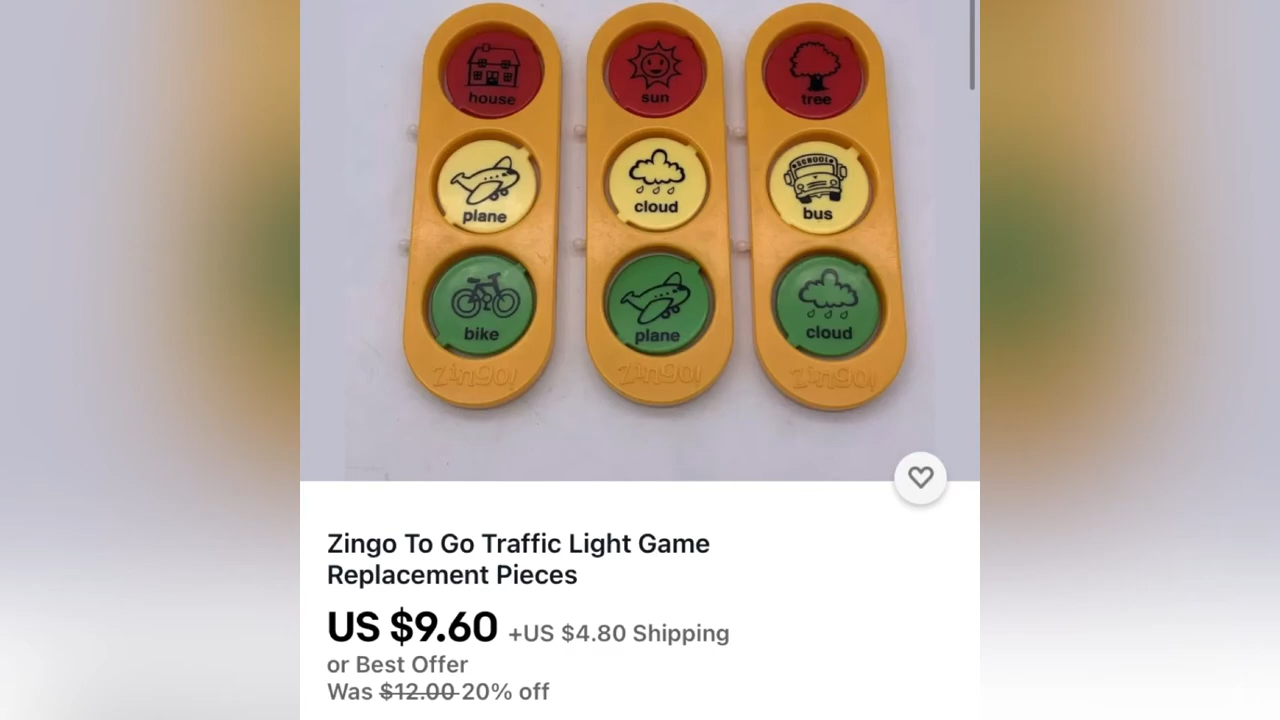 house
sun
tree
SCHOOL
plane
cloud
bus
bike
plane
cloud
Zingo!
Zingo!
Zingo!
Zingo To Go Traffic Light Game
Replacement Pieces
US $9.60 +US $4.80 Shipping
or Best Offer
Was $12.00 20% off